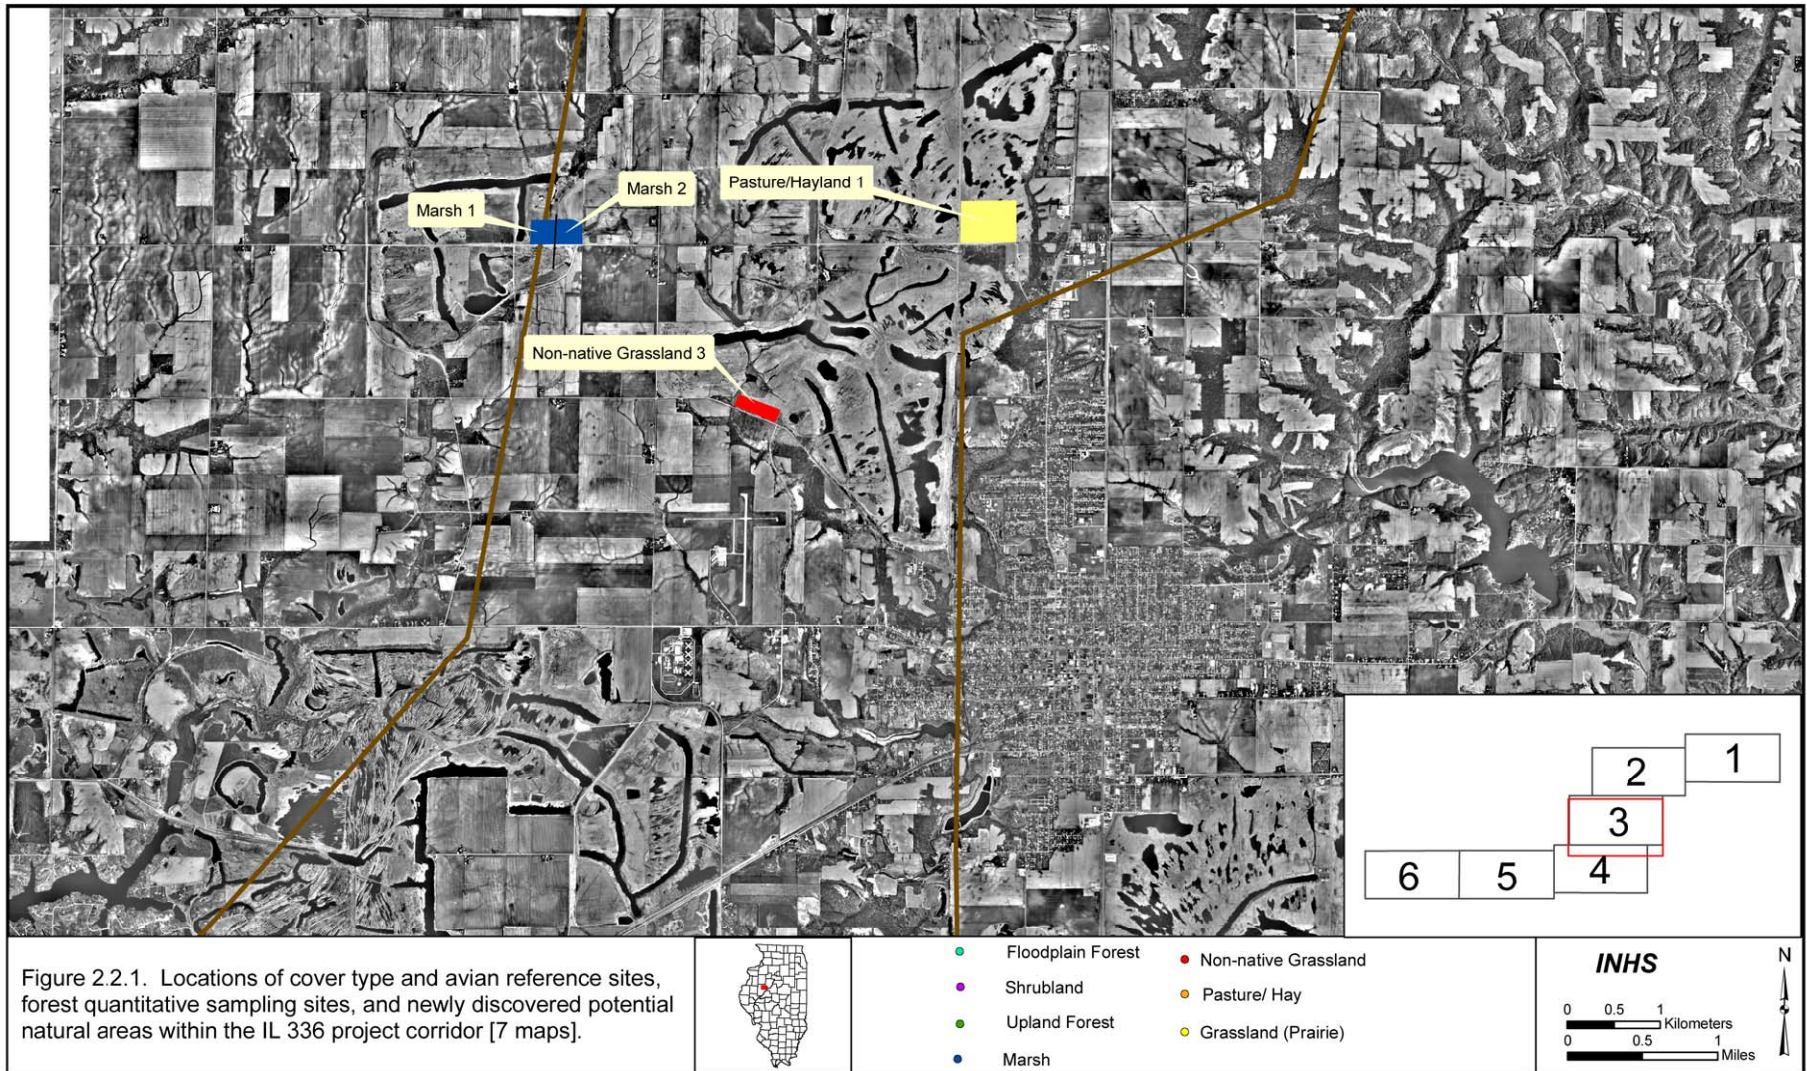 Marsh 1
Marsh 2
Pasture/Hayland 1
Non-native Grassland 3
1
2
3
4
5
6
Figure 2.2.1. Locations of cover type and avian reference sites,
forest quantitative sampling sites, and newly discovered potential
natural areas within the IL 336 project corridor [7 maps].
Floodplain Forest
Shrubland
Upland Forest
Marsh
Non-native Grassland
Pasture/ Hay
Grassland (Prairie)
INHS
N
0 0.5 1
Kilometers
0 0.5 1
Miles